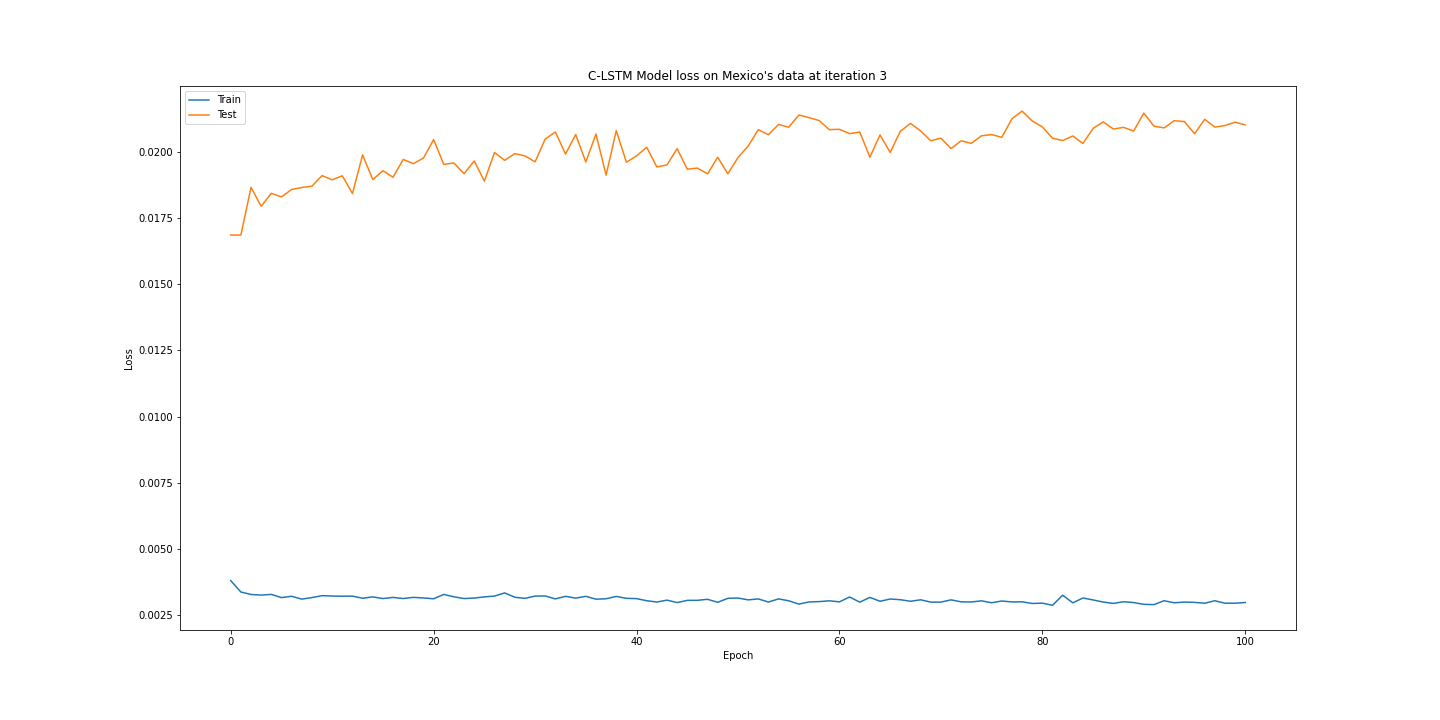 C-LSTM Model loss on Mexico's data at iteration 3
Train
Test
0.0200
0.0175
0.0150
0.0125
0.0100
0.0075
0.0050
0.0025
Loss
0 20 40 60 80 100
Epoch